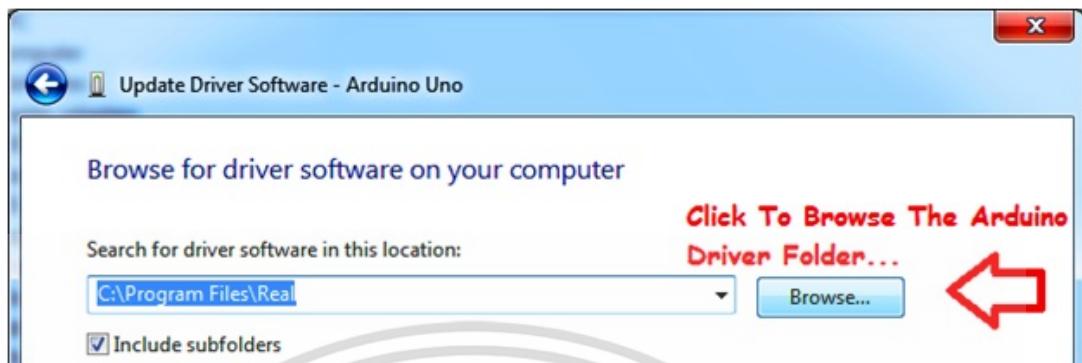 Update Driver Software - Arduino Uno
Browse for driver software on your computer
Click To Browse The Arduino
Driver Folder...
Search for driver software in this location:
C:\Program Files\Real
Browse...
Include subfolders